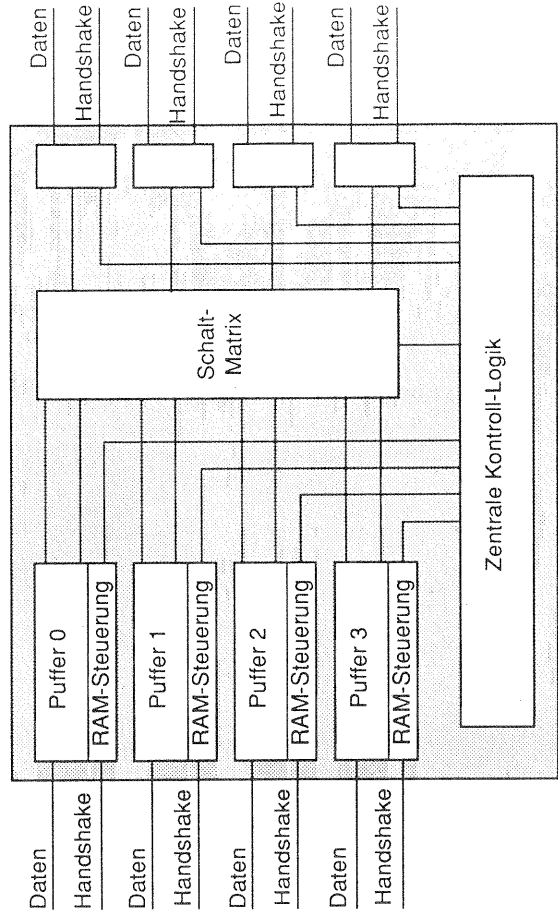 Daten
Handshake
Daten
Handshake
Daten
Handshake
Daten
Handshake
Puffer 0
RAM-Steuerung
Puffer 1
RAM-Steuerung
Puffer 2
RAM-Steuerung
Puffer 3
RAM-Steuerung
Schalt-
Matrix
Zentrale Kontroll-Logik
Daten
Handshake
Daten
Handshake
Daten
Handshake
Daten
Handshake